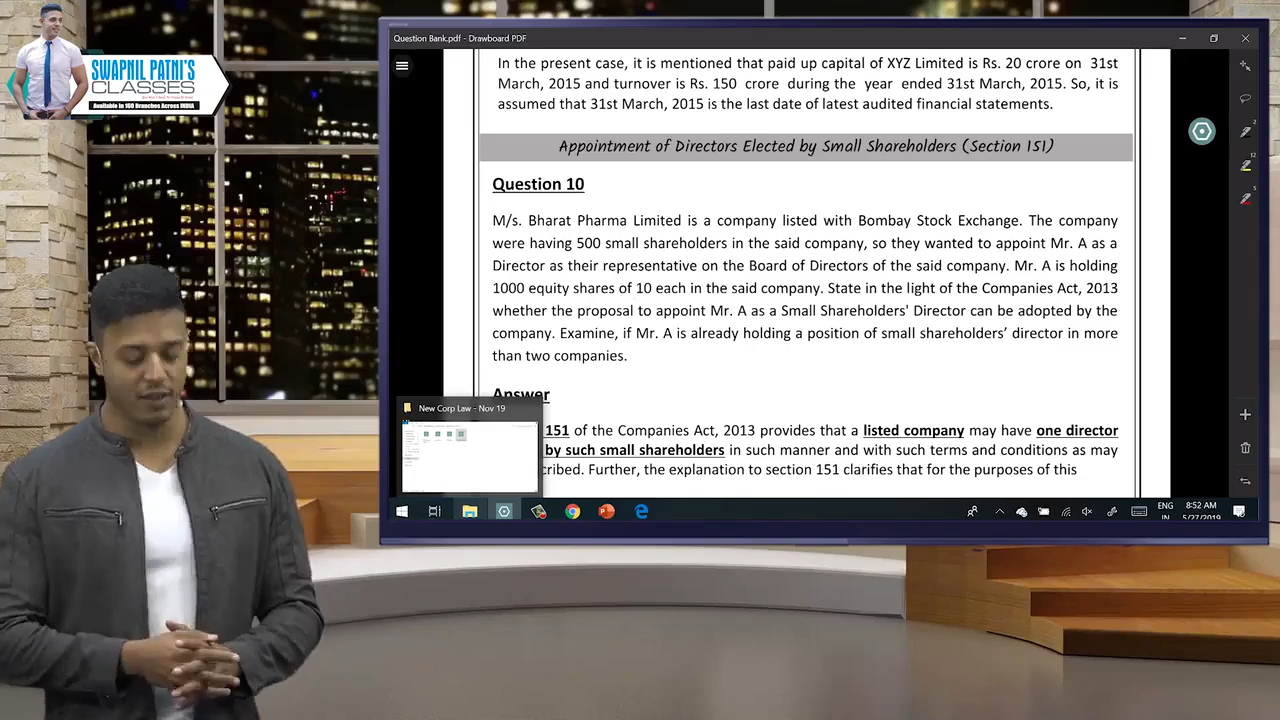 SWAPNIL PATNI'S
CLASSES
Available in 160 Branches Across INDIA
Question Bank.pdf - Drawboard PDF
In the present case, it is mentioned that paid up capital of XYZ Limited is Rs. 20 crore on 31st
March, 2015 and turnover is Rs. 150 crore during the year ended 31st March, 2015. So, it is
assumed that 31st March, 2015 is the last date of latest audited financial statements.
Appointment of Directors Elected by Small Shareholders (Section 151)
Question 10
M/s. Bharat Pharma Limited is a company listed with Bombay Stock Exchange. The company
were having 500 small shareholders in the said company, so they wanted to appoint Mr. A as a
Director as their representative on the Board of Directors of the said company. Mr. A is holding
1000 equity shares of 10 each in the said company. State in the light of the Companies Act, 2013
whether the proposal to appoint Mr. A as a Small Shareholders' Director can be adopted by the
company. Examine, if Mr. A is already holding a position of small shareholders' director in more
than two companies.
Answer
New Corp Law - Nov 19
151 of the Companies Act, 2013 provides that a listed company may have one director
by such small shareholders in such manner and with such terms and conditions as may
cribed. Further, the explanation to section 151 clarifies that for the purposes of this
2
12
5
ENG
IN
8:52 AM
5/27/2019